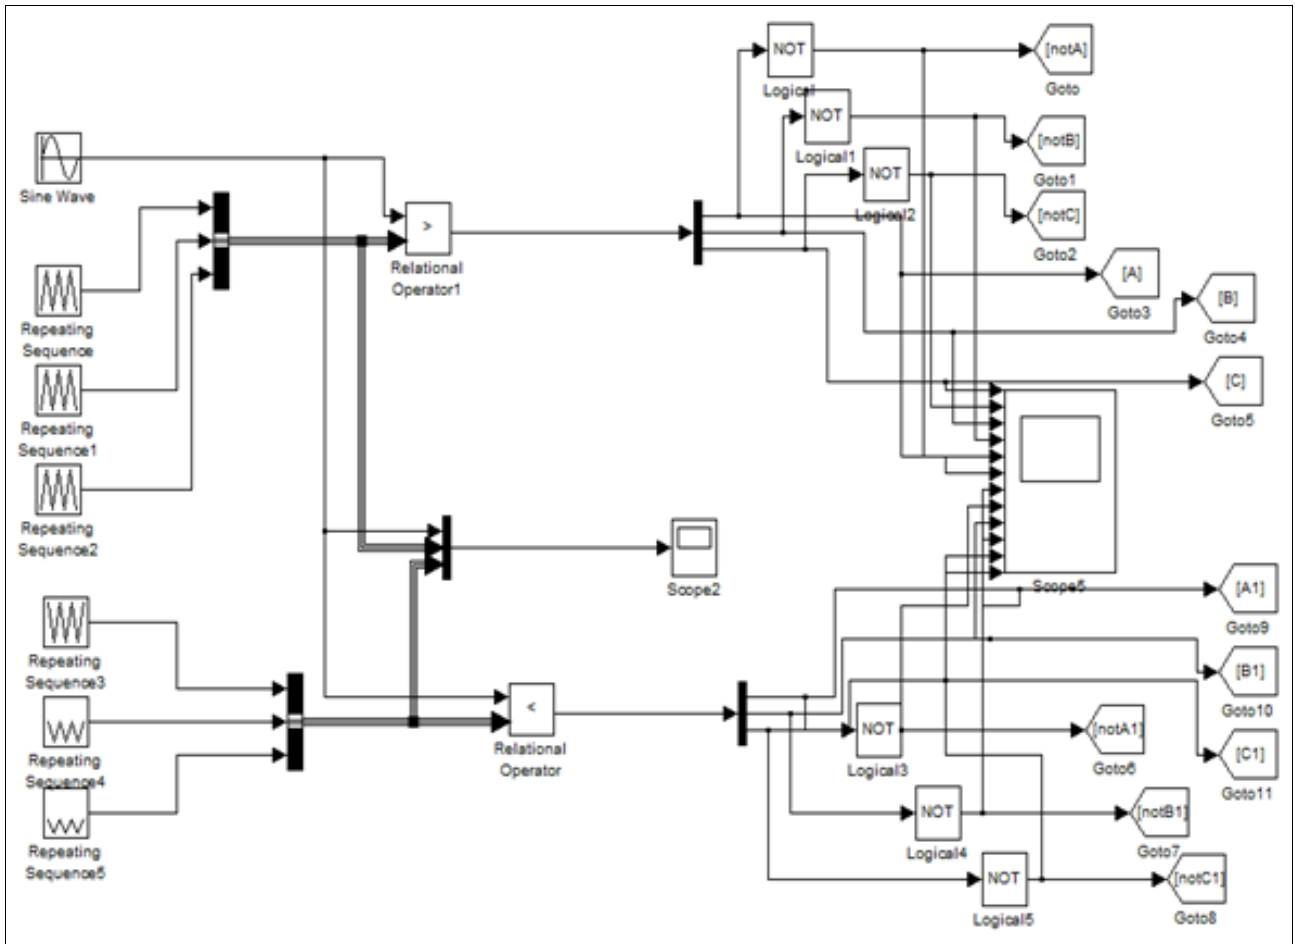 NOT
[notA]
Logical
Goto
NOT
[notB]
Logical1
Goto1
NOT
[notC]
Logical2
Goto2
Sine Wave
>
Relational
Operator1
[A]
Goto3
[B]
Goto4
Repeating
Sequence
[C]
Goto5
Repeating
Sequence1
Repeating
Sequence2
Scope2
Scope5
[A1]
Goto9
Repeating
Sequence3
[B1]
Goto10
<
Relational
Operator
NOT
Logical3
[notA1]
Goto6
[C1]
Goto11
Repeating
Sequence4
NOT
Logical4
[notB1]
Goto7
Repeating
Sequence5
NOT
Logical5
[notC1]
Goto8